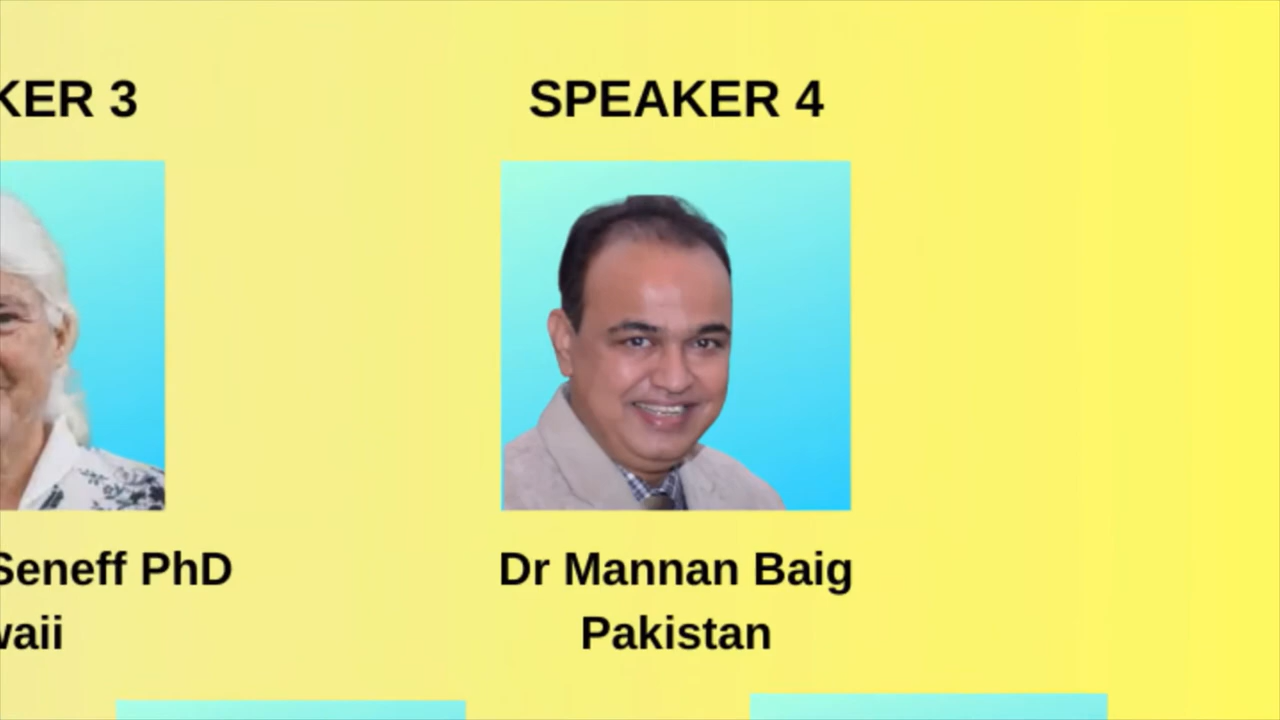 KER 3
SPEAKER 4
Seneff PhD
Dr Mannan Baig
waii
Pakistan